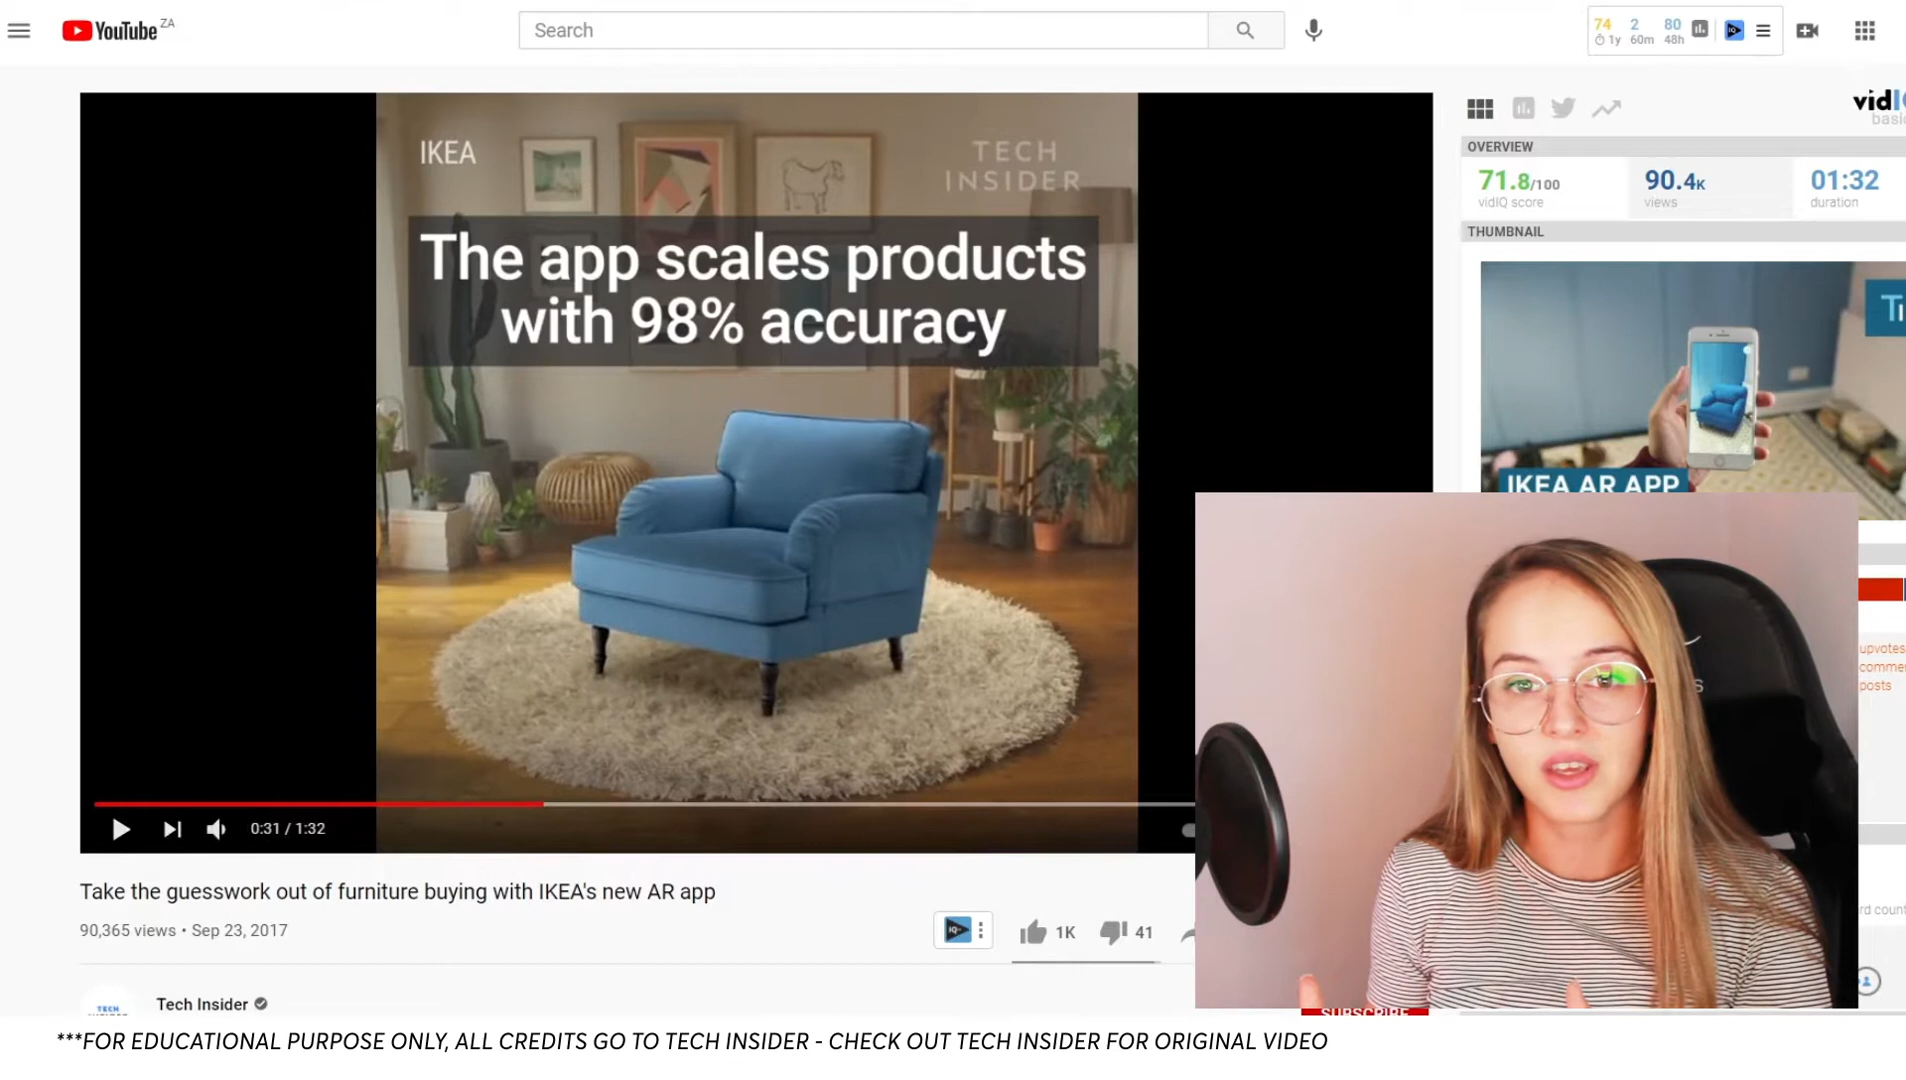 YouTube ZA
Search
74 2 80
1y 60m 48h
IKEA
TECH
INSIDER
The app scales products
with 98% accuracy
0:31 / 1:32
Take the guesswork out of furniture buying with IKEA's new AR app
90,365 views • Sep 23, 2017
1K 41
TECH
Tech Insider
basic
OVERVIEW
71.8/100 90.4K 01:32
vidIQ score views duration
THUMBNAIL
IKEA AR APP
upvotes
posts
SUBSCRIBE
***FOR EDUCATIONAL PURPOSE ONLY, ALL CREDITS GO TO TECH INSIDER - CHECK OUT TECH INSIDER FOR ORIGINAL VIDEO